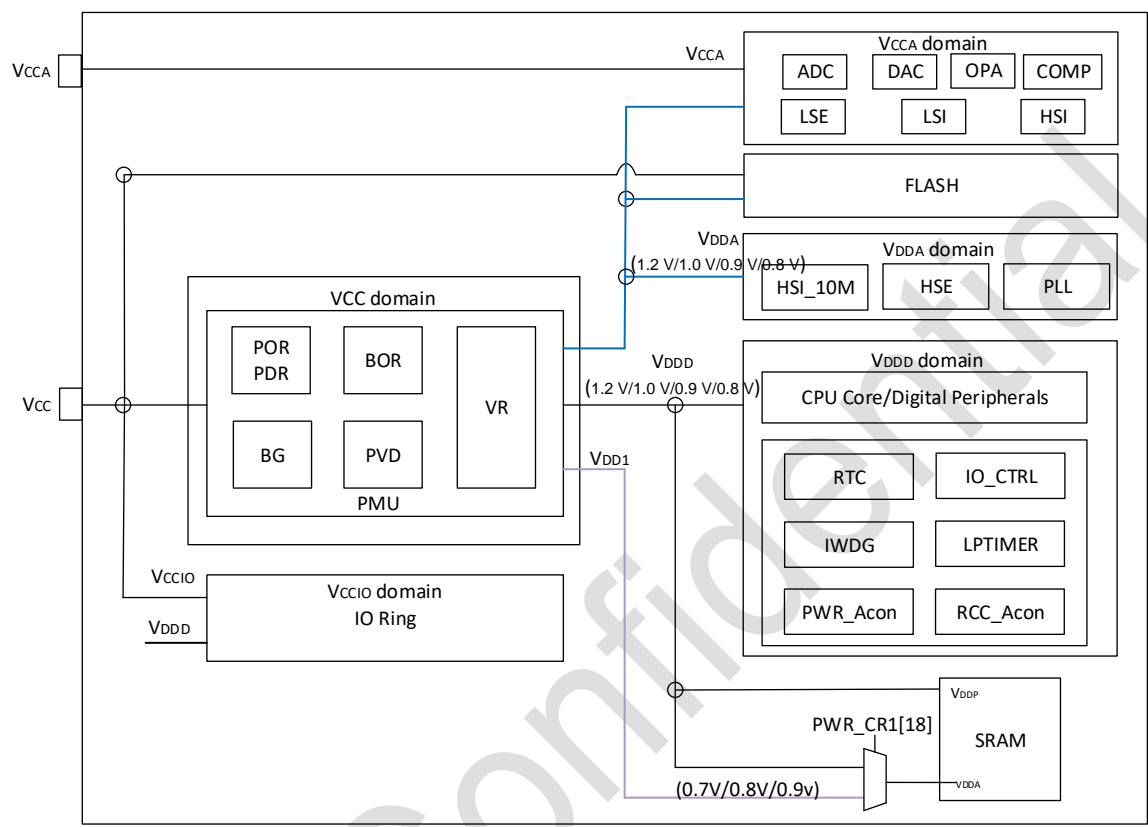 VCCA
VCCA
VCCA domain
ADC
DAC
OPA
COMP
LSE
LSI
HSI
FLASH
VDDA
(1.2 V/1.0 V/0.9 V/0.8 V)
VDDA domain
HSI_10M
HSE
PLL
VCC domain
POR
PDR
BOR
VR
BG
PVD
PMU
VCC
VDDD
(1.2 V/1.0 V/0.9 V/0.8 V)
VDD1
VDDD domain
CPU Core/Digital Peripherals
RTC
IO_CTRL
IWDG
LPTIMER
PWR_Acon
RCC_Acon
VCCIO
VDDD
VCCIO domain
IO Ring
VDDP
PWR_CR1[18]
SRAM
VDDA
(0.7V/0.8V/0.9v)
Confidential